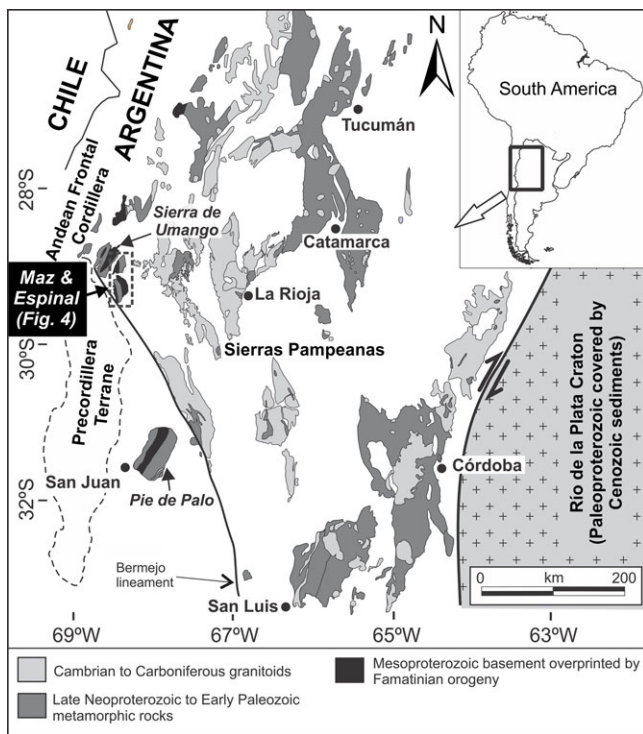 CHILE
ARGENTINA
N
South America
Tucumán
28°S
Andean Frontal
Cordillera
Sierra de
Umango
Catamarca
Maz &
Espinal
(Fig. 4)
La Rioja
Sierras Pampeanas
30°S
Precordillera
Terrane
Río de la Plata Craton
(Paleoproterozoic covered by
Cenozoic sediments)
San Juan
Pie de Palo
Córdoba
32°S
Bermejo
lineament
San Luis
km
0 200
69°W 67°W 65°W 63°W
Cambrian to Carboniferous granitoids
Late Neoproterozoic to Early Paleozoic
metamorphic rocks
Mesoproterozoic basement overprinted by
Famatinian orogeny